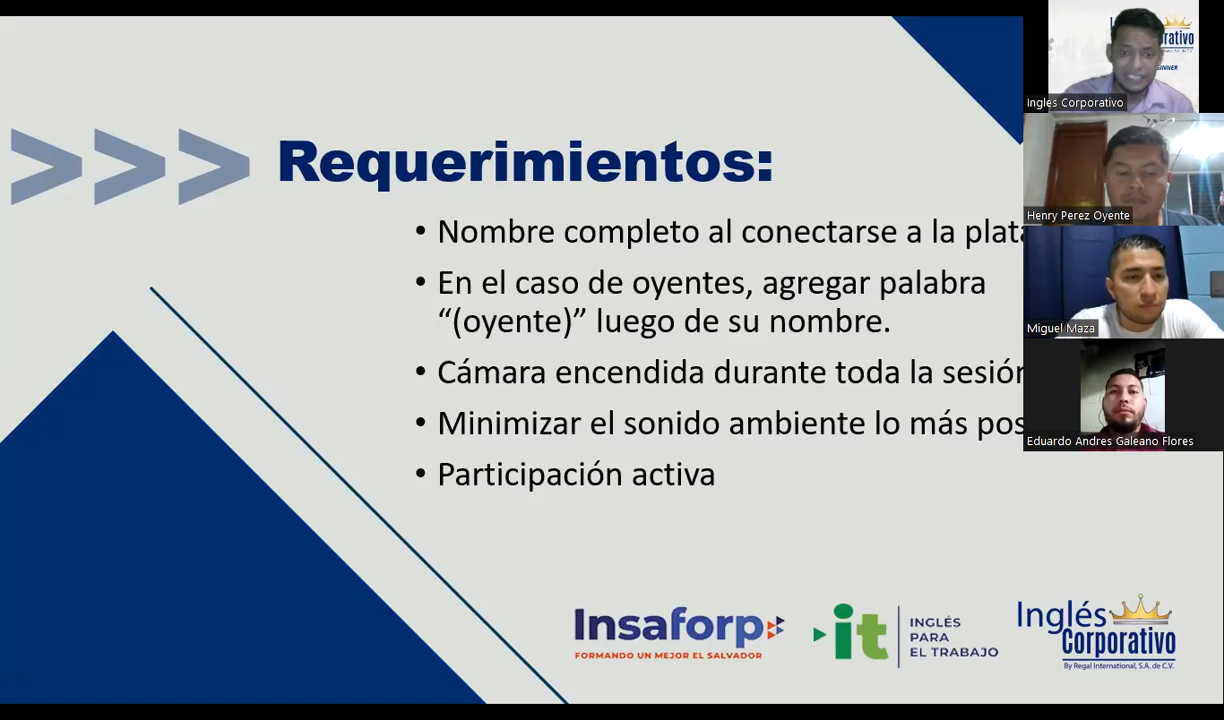 Requerimientos:
• Nombre completo al conectarse a la plata
• En el caso de oyentes, agregar palabra
“(oyente)” luego de su nombre.
• Cámara encendida durante toda la sesión
• Minimizar el sonido ambiente lo más pos
• Participación activa
Insaforp
FORMANDO UN MEJOR EL SALVADOR
it
INGLÉS
PARA
EL TRABAJO
Inglés
Corporativo
By Regal International, S.A. de C.V.
Ingles Corporativo
Henry Perez Oyente
Miguel Maza
Eduardo Andres Galeano Flores